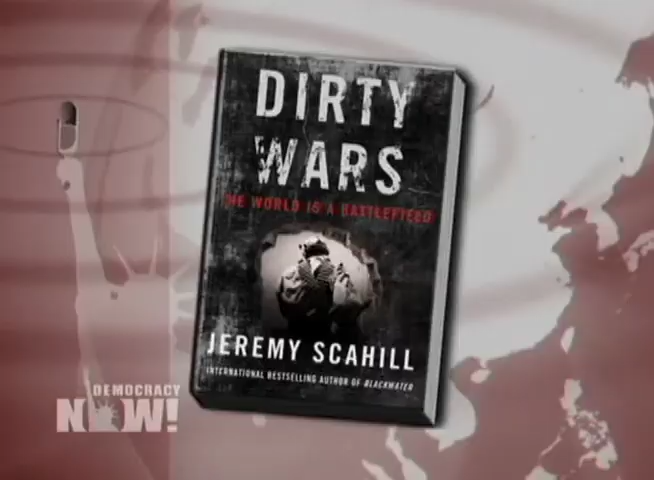 DIRTY
WARS
THE WORLD IS A BATTLEFIELD
JEREMY SCAHILL
INTERNATIONAL BESTSELLING AUTHOR OF BLACKWATER
DEMOCRACY
NOW!